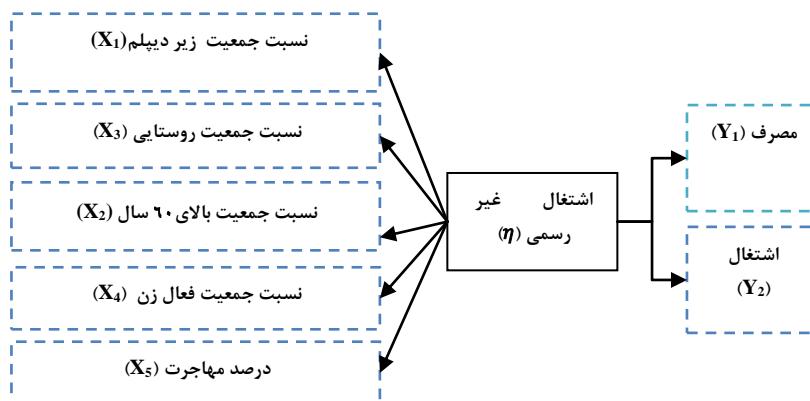 نسبت جمعیت زیر دیپلم (X₁)
نسبت جمعیت روستایی (X₃)
نسبت جمعیت بالای ۶۰ سال (X₂)
نسبت جمعیت فعال زن (X₄)
درصد مهاجرت (X₅)
اشتغال غیر
رسمی (η)
مصرف (Y₁)
اشتغال
(Y₂)